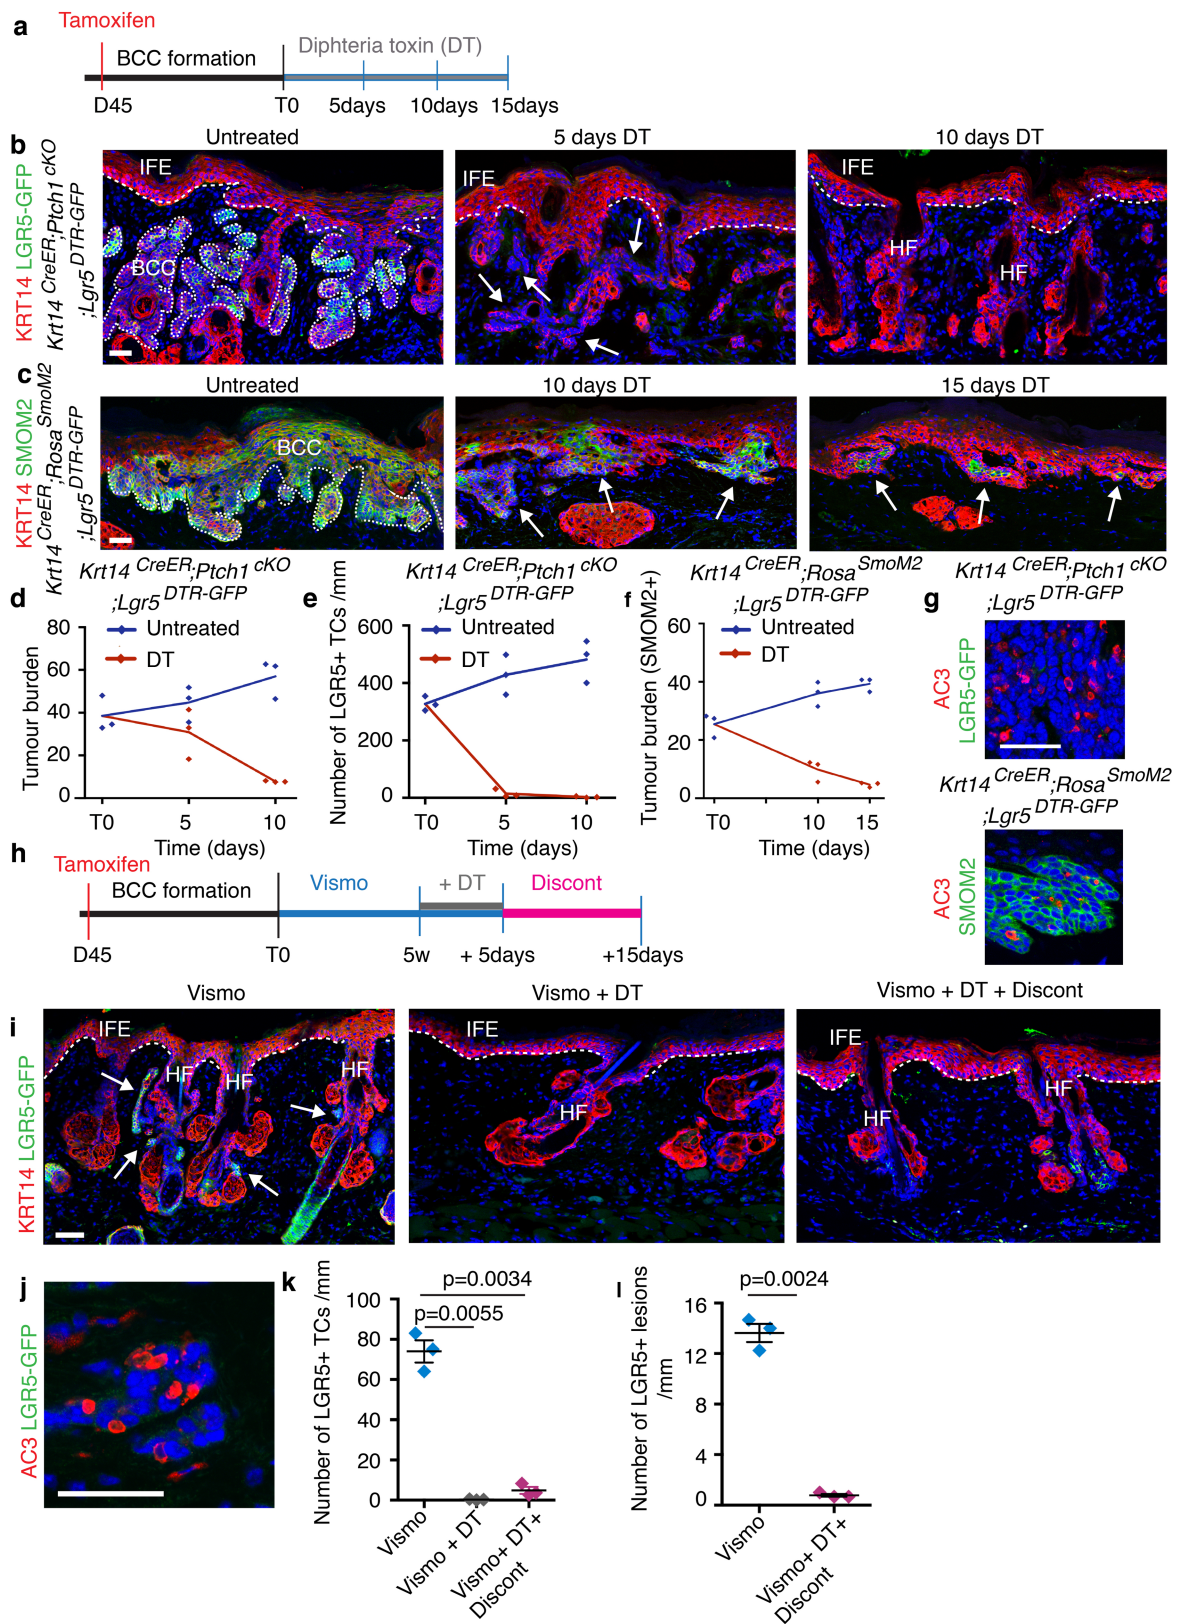 a
Tamoxifen
BCC formation
Diphteria toxin (DT)
D45
T0
5days
10days
15days
b
Untreated
5 days DT
10 days DT
KRT14 LGR5-GFP
Krt14 CreER;Ptch1 cKO
;Lgr5 DTR-GFP
IFE
BCC
IFE
IFE
HF
HF
c
Untreated
10 days DT
15 days DT
KRT14 SMOM2
Krt14 CreER;Rosa SmoM2
;Lgr5 DTR-GFP
BCC
d
Krt14 CreER;Ptch1 cKO
;Lgr5 DTR-GFP
Tumour burden
80
60
40
20
0
Untreated
DT
T0
5
10
Time (days)
e
Krt14 CreER;Ptch1 cKO
;Lgr5 DTR-GFP
Number of LGR5+ TCs /mm
600
400
200
0
Untreated
DT
T0
5
10
Time (days)
f
Krt14 CreER;Rosa SmoM2
;Lgr5 DTR-GFP
Tumour burden (SMOM2+)
60
40
20
0
Untreated
DT
T0
10
15
Time (days)
g
Krt14 CreER;Ptch1 cKO
;Lgr5 DTR-GFP
AC3
LGR5-GFP
Krt14 CreER;Rosa SmoM2
;Lgr5 DTR-GFP
AC3
SMOM2
h
Tamoxifen
BCC formation
Vismo
+ DT
Discont
D45
T0
5w
+ 5days
+15days
i
Vismo
Vismo + DT
Vismo + DT + Discont
KRT14 LGR5-GFP
IFE
HF
HF
HF
IFE
HF
IFE
HF
HF
j
AC3 LGR5-GFP
k
Number of LGR5+ TCs /mm
p=0.0034
p=0.0055
100
80
60
40
20
0
Vismo
Vismo + DT
Vismo+ DT+
Discont
l
Number of LGR5+ lesions
/mm
p=0.0024
16
12
8
4
0
Vismo
Vismo+ DT+
Discont